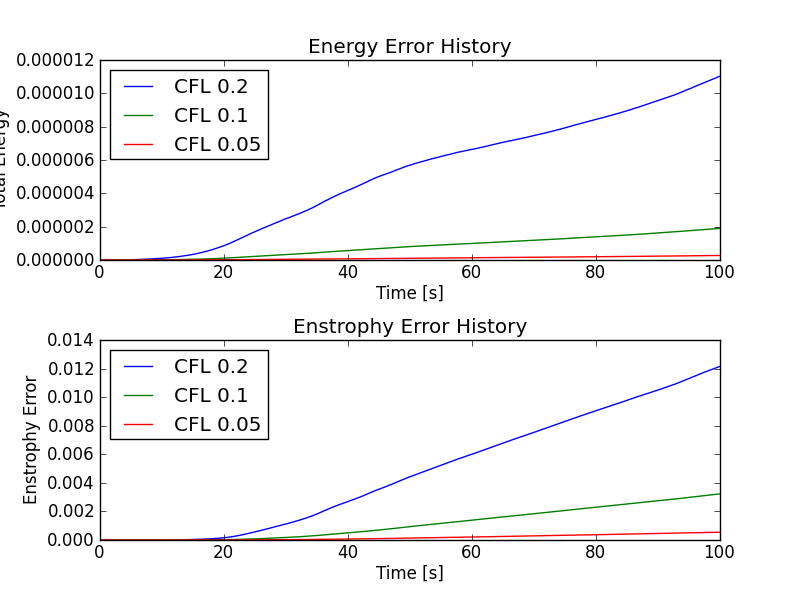 Energy Error History
0.000012
0.000010
0.000008
0.000006
0.000004
0.000002
0.000000
Total Energy
CFL 0.2
CFL 0.1
CFL 0.05
0 20 40 60 80 100
Time [s]
Enstrophy Error History
0.014
0.012
0.010
0.008
0.006
0.004
0.002
0.000
Enstrophy Error
CFL 0.2
CFL 0.1
CFL 0.05
0 20 40 60 80 100
Time [s]